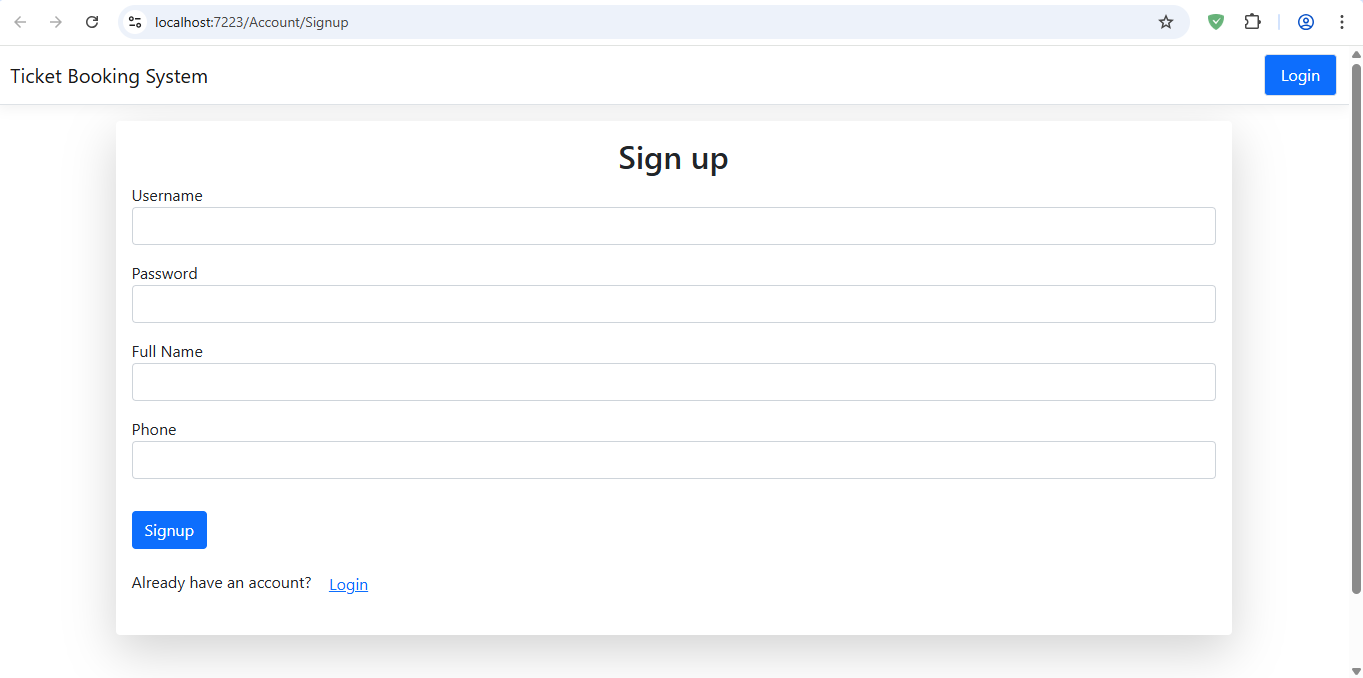 localhost:7223/Account/Signup
Ticket Booking System
Login
Sign up
Username
Password
Full Name
Phone
Signup
Already have an account? Login